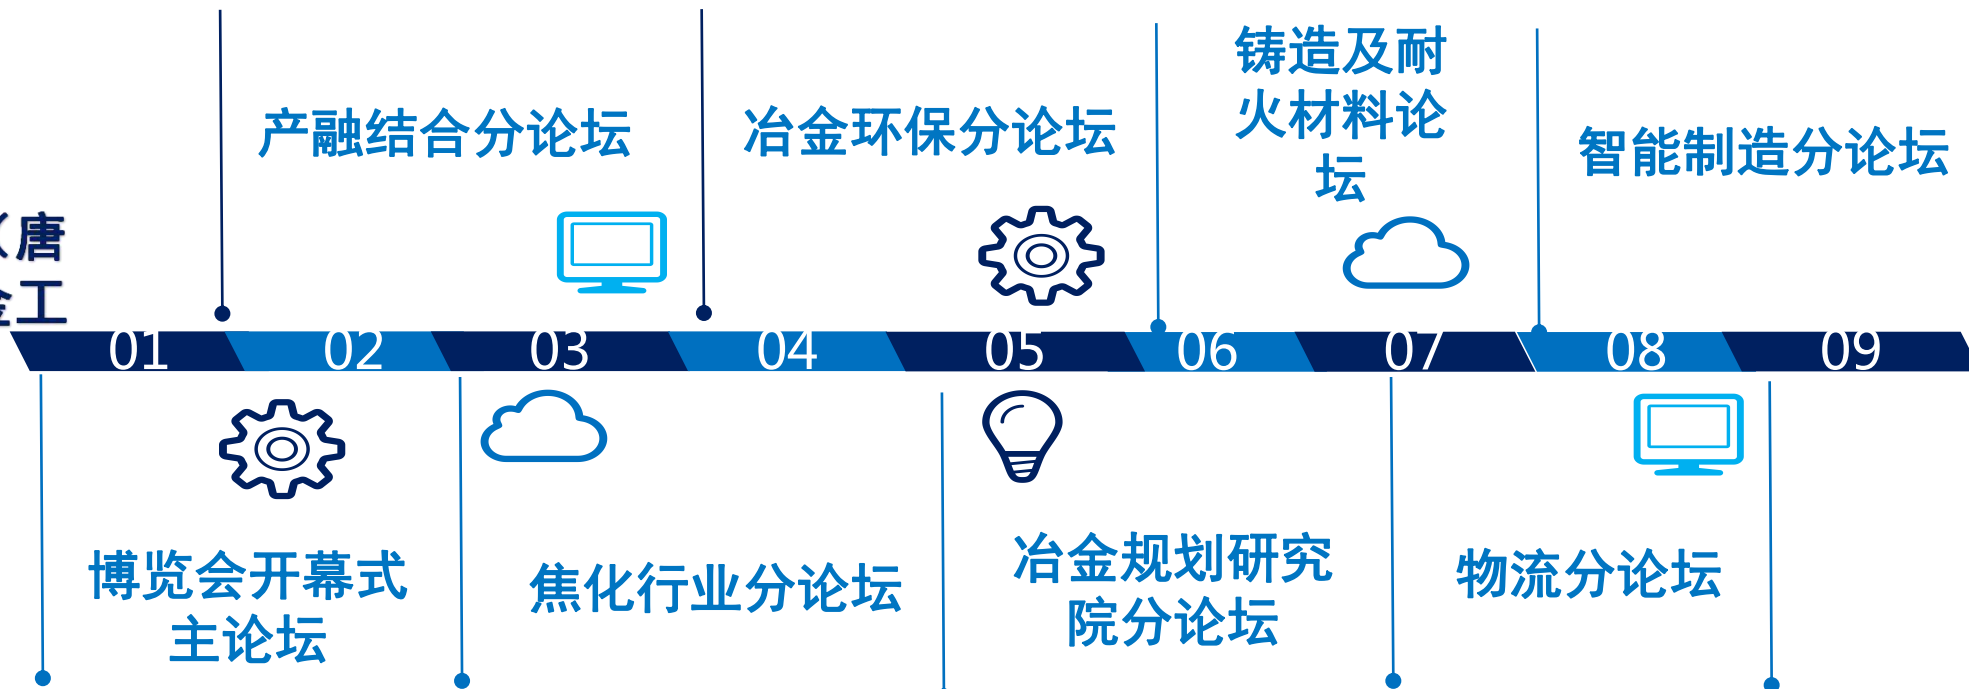 产融结合分论坛
冶金环保分论坛
铸造及耐
火材料论
坛
智能制造分论坛
(唐
金工
01 02 03 04 05 06 07 08 09
博览会开幕式
主论坛
焦化行业分论坛
冶金规划研究
院分论坛
物流分论坛